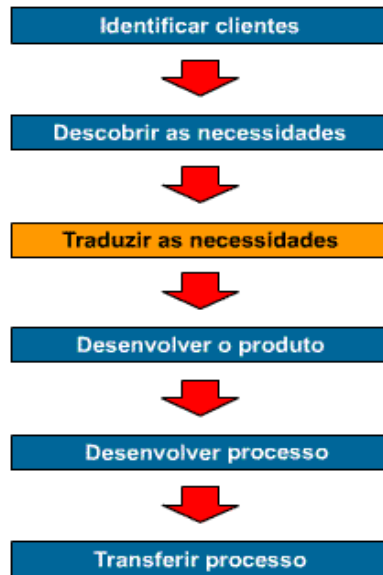 Identificar clientes
Descobrir as necessidades
Traduzir as necessidades
Desenvolver o produto
Desenvolver processo
Transferir processo